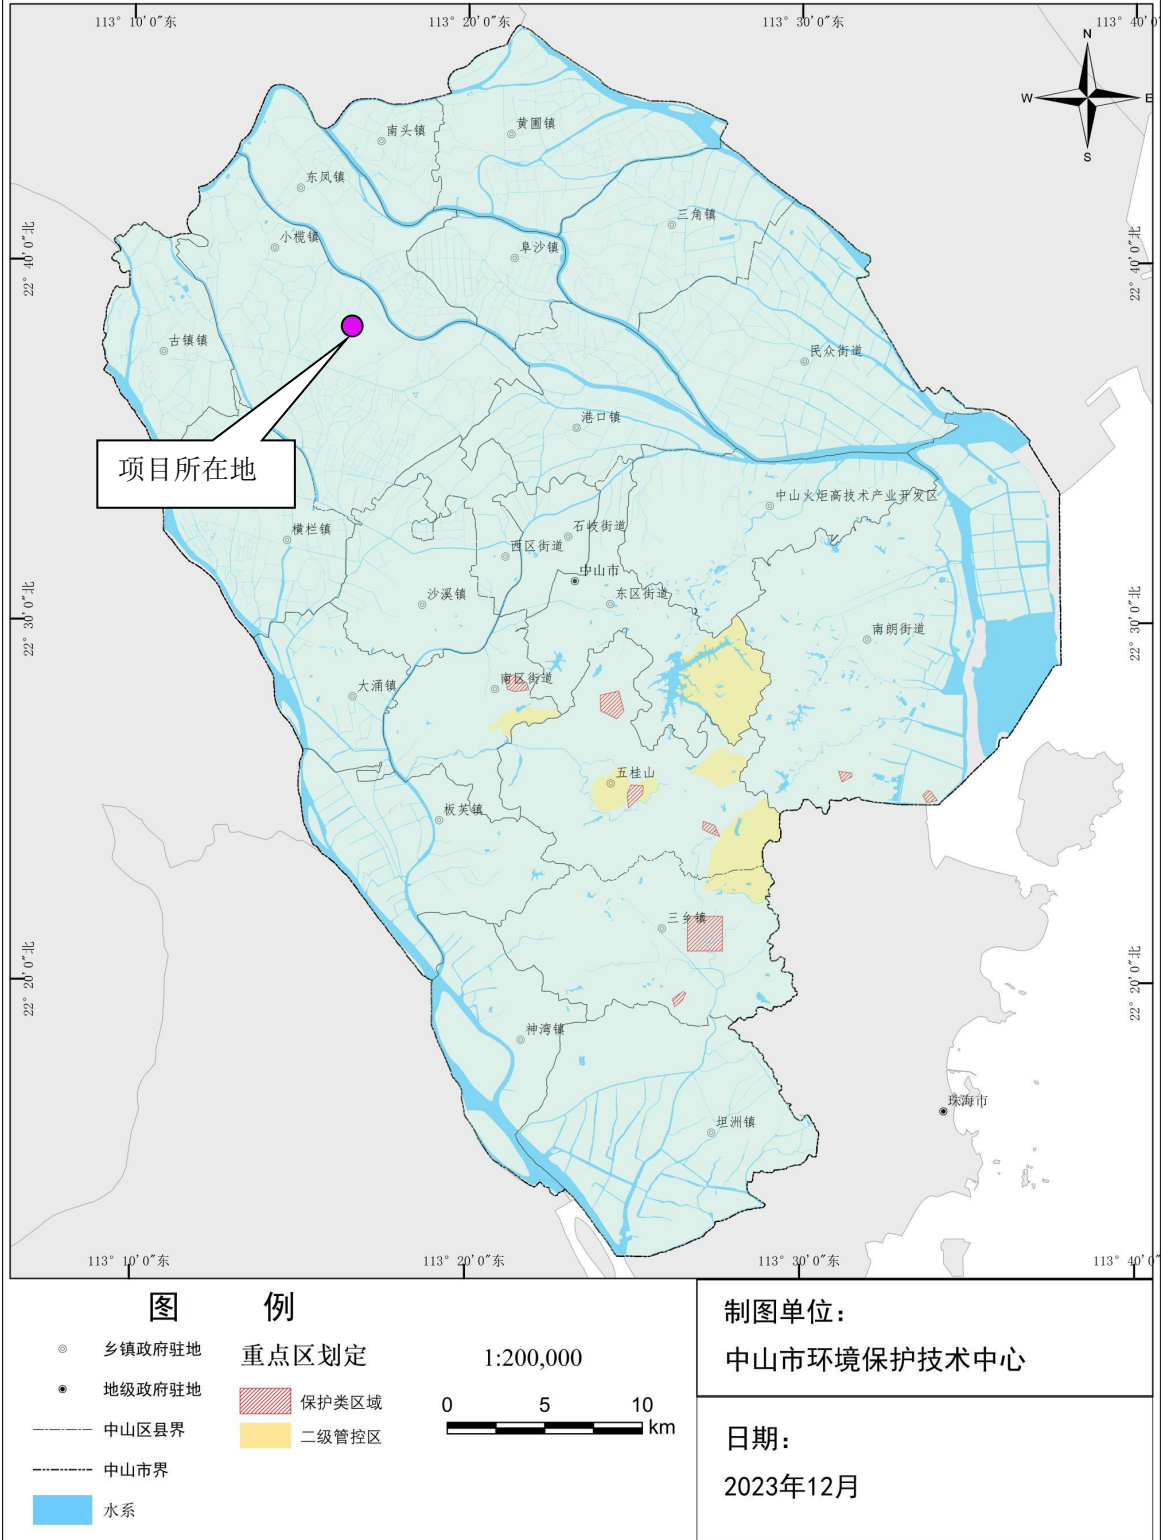 113° 10′0″东
113° 20′0″东
113° 30′0″东
113° 40′0
N
W
E
S
黄圃镇
南头镇
东凤镇
三角镇
小榄镇
阜沙镇
22° 40′0″北
22° 40′0″北
古镇镇
民众街道
港口镇
项目所在地
中山火炬高技术产业开发区
横栏镇
石岐街道
西区街道
中山市
沙溪镇
东区街道
22° 30′0″北
22° 30′0″北
南朗街道
大涌镇
南区街道
五桂山
板芙镇
三乡镇
22° 20′0″北
22° 20′0″北
神湾镇
珠海市
坦洲镇
113° 10′0″东
113° 20′0″东
113° 30′0″东
113° 40′0
图 例
乡镇政府驻地
地级政府驻地
中山区县界
中山市界
水系
重点区划定
保护类区域
二级管控区
1:200,000
0 5 10
km
制图单位：
中山市环境保护技术中心
日期：
2023年12月